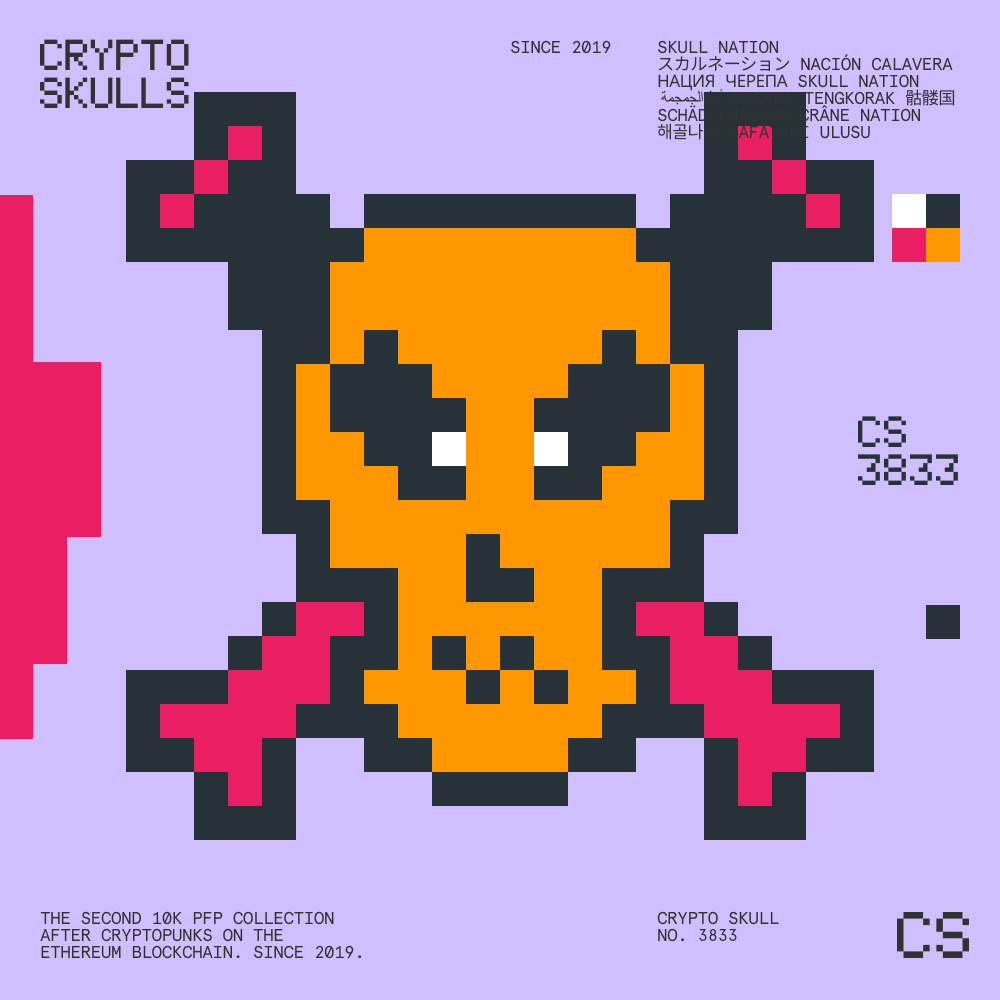 CRYPTO
SKULLS
SINCE 2019
SKULL NATION
スカルネーション NACIÓN CALAVERA
НАЦИЯ ЧЕРЕПА SKULL NATION
الجمجمة TENGKORAK 骷髅国
CRÂNE NATION
해골 ULUSU
CS
3833
THE SECOND 10K PFP COLLECTION
AFTER CRYPTOPUNKS ON THE
ETHEREUM BLOCKCHAIN. SINCE 2019.
CRYPTO SKULL
NO. 3833
CS